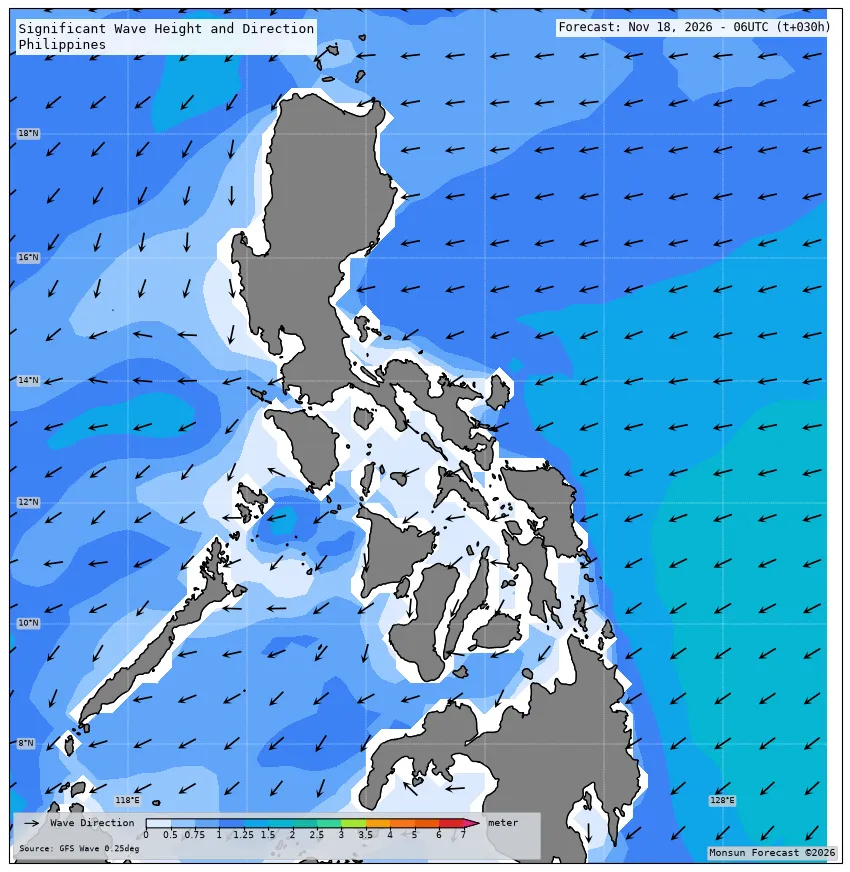 Significant Wave Height and Direction
Philippines
Forecast: Nov 18, 2026 - 06UTC (t+030h)
18°N
16°N
14°N
12°N
10°N
8°N
118°E
128°E
Wave Direction
0 0.5 0.75 1 1.25 1.5 2 2.5 3 3.5 4 5 6 7
meter
Source: GFS Wave 0.25deg
Monsun Forecast ©2026